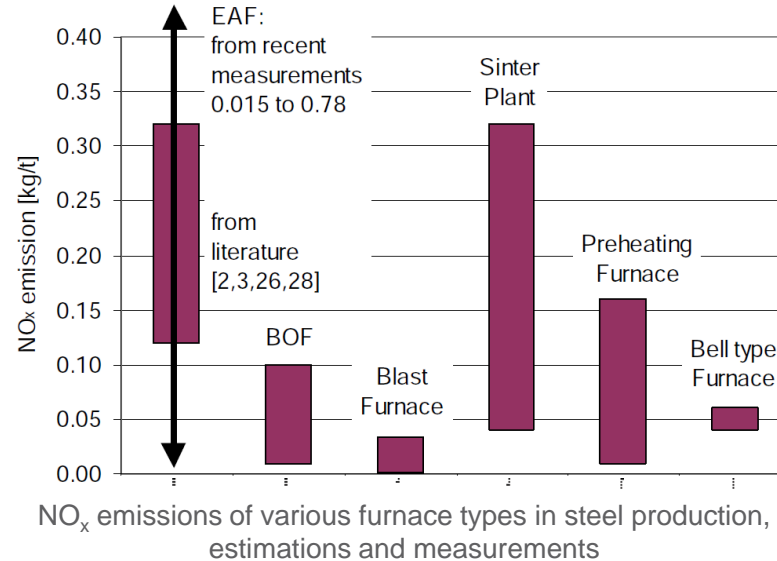 EAF:
from recent
measurements
0.015 to 0.78
from
literature
[2,3,26,28]
BOF
Blast
Furnace
Sinter
Plant
Preheating
Furnace
Bell type
Furnace
NOx emission [kg/t]
0.40
0.35
0.30
0.25
0.20
0.15
0.10
0.05
0.00
NOx emissions of various furnace types in steel production,
estimations and measurements